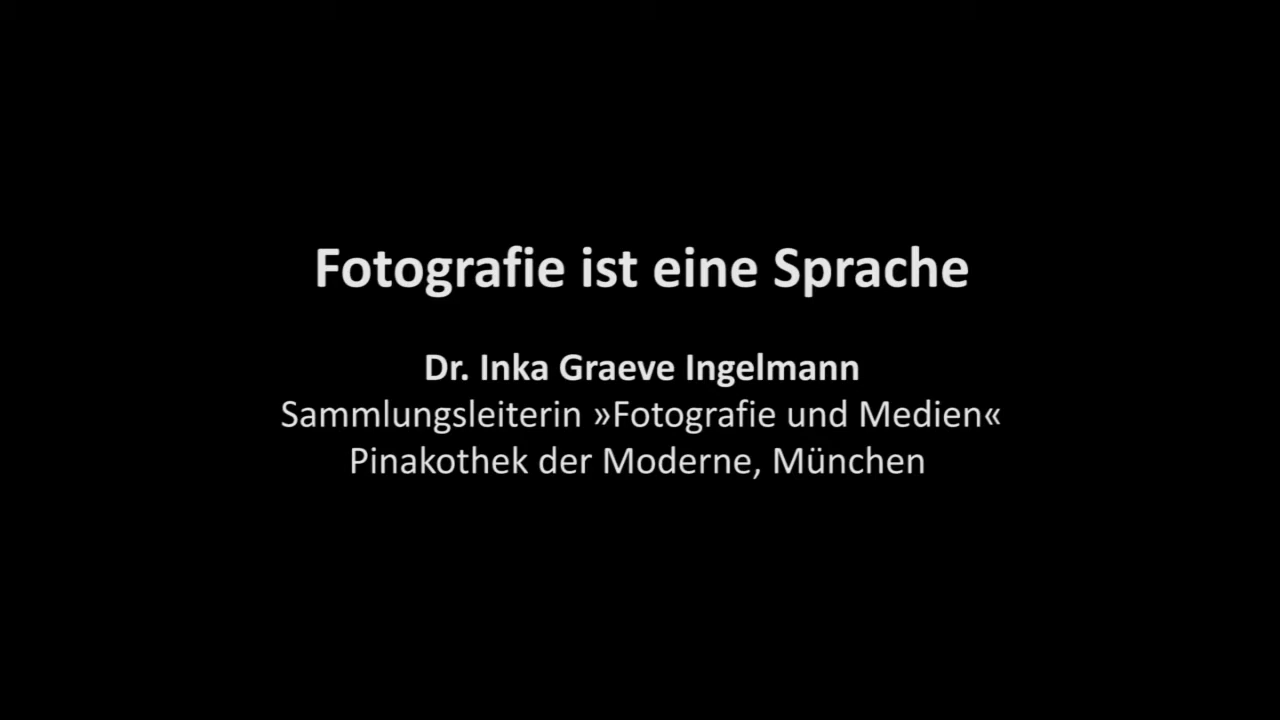 Fotografie ist eine Sprache
Dr. Inka Graeve Ingelmann
Sammlungsleiterin »Fotografie und Medien«
Pinakothek der Moderne, München